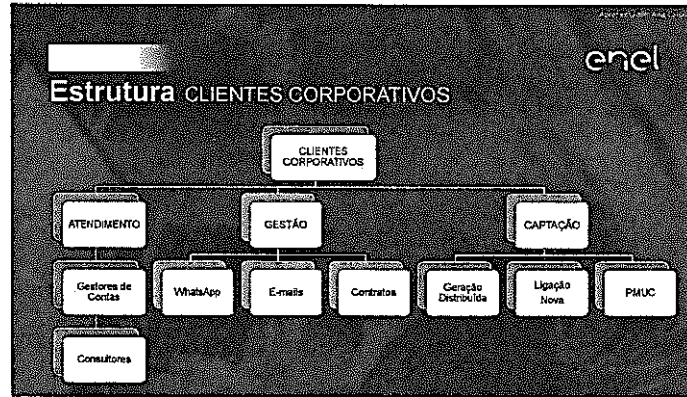 enel
Estrutura CLIENTES CORPORATIVOS
CLIENTES
CORPORATIVOS
ATENDIMENTO
GESTÃO
CAPTAÇÃO
Gestores de
Contas
WhatsApp
E-mails
Contratos
Geração
Distribuída
Ligação
Nova
PMUC
Consultores